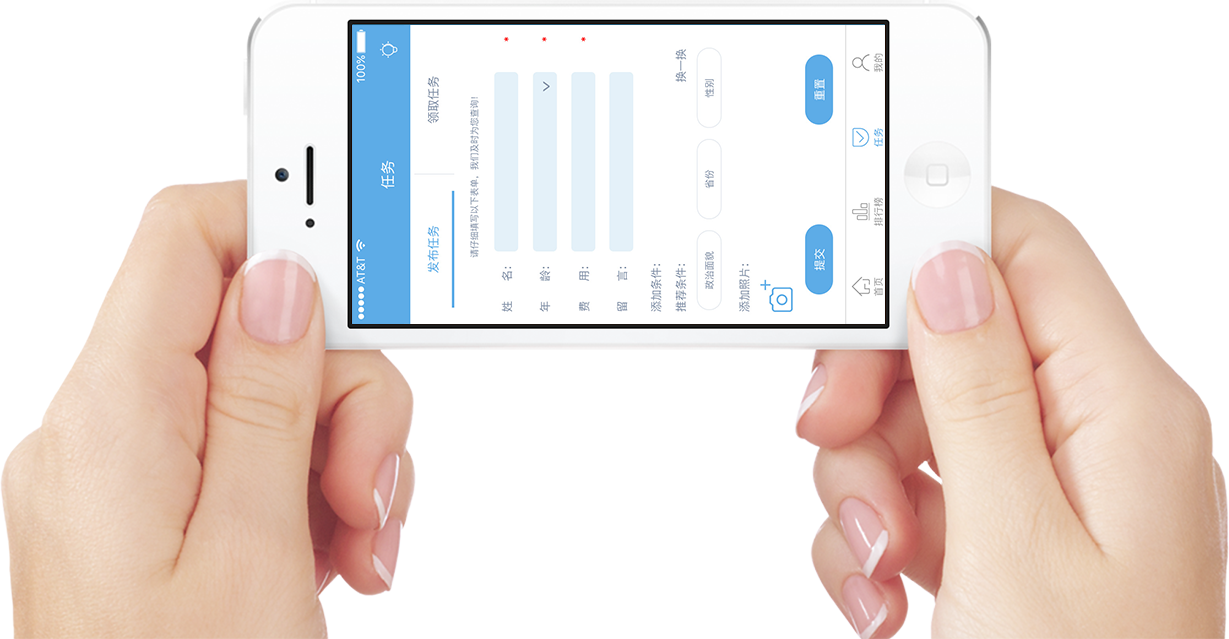 AT&T 100%
任务
发布任务 领取任务
请仔细填写以下表单，我们及时为您查询！
姓 名： *
年 龄： *
费 用： *
留 言：
添加条件：
推荐条件： 换一换
政治面貌 省份 性别
添加照片：
提交 重置
首页 排行榜 任务 我的